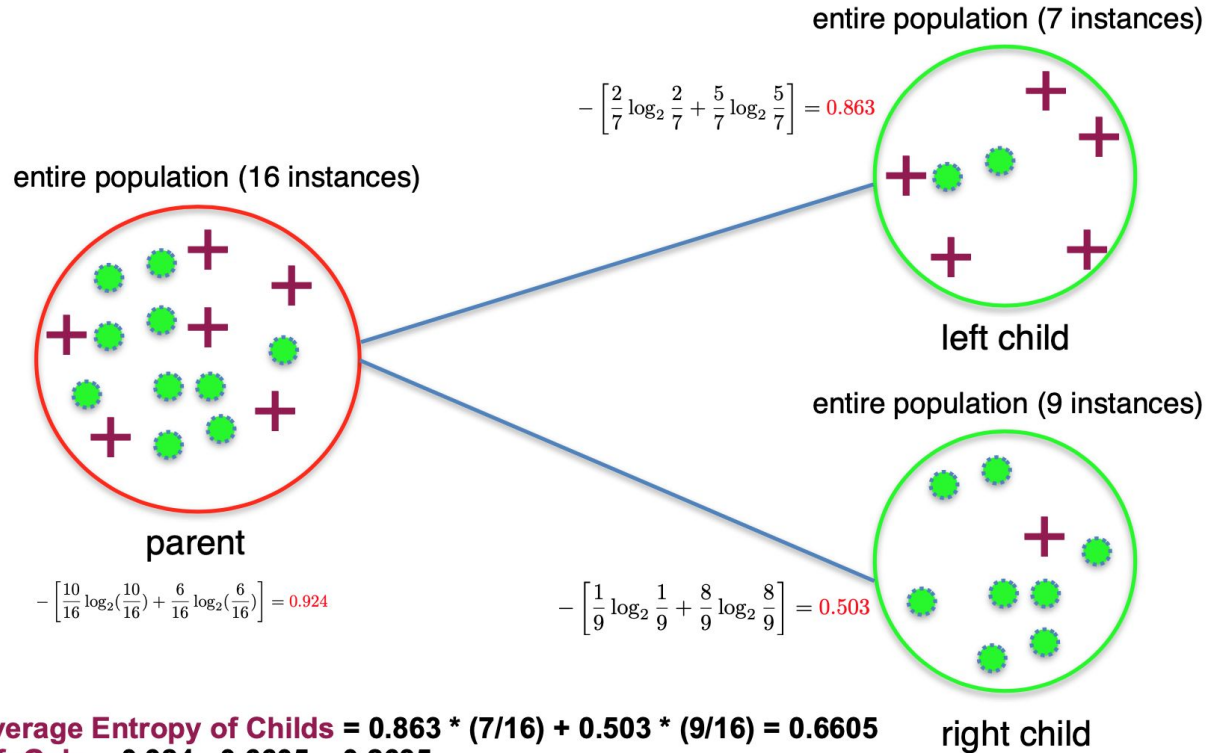 entire population (7 instances)
− [ 2/7 log₂ 2/7 + 5/7 log₂ 5/7 ] = 0.863
entire population (16 instances)
left child
entire population (9 instances)
parent
− [ 10/16 log₂(10/16) + 6/16 log₂(6/16) ] = 0.924
− [ 1/9 log₂ 1/9 + 8/9 log₂ 8/9 ] = 0.503
verage Entropy of Childs = 0.863 * (7/16) + 0.503 * (9/16) = 0.6605
right child